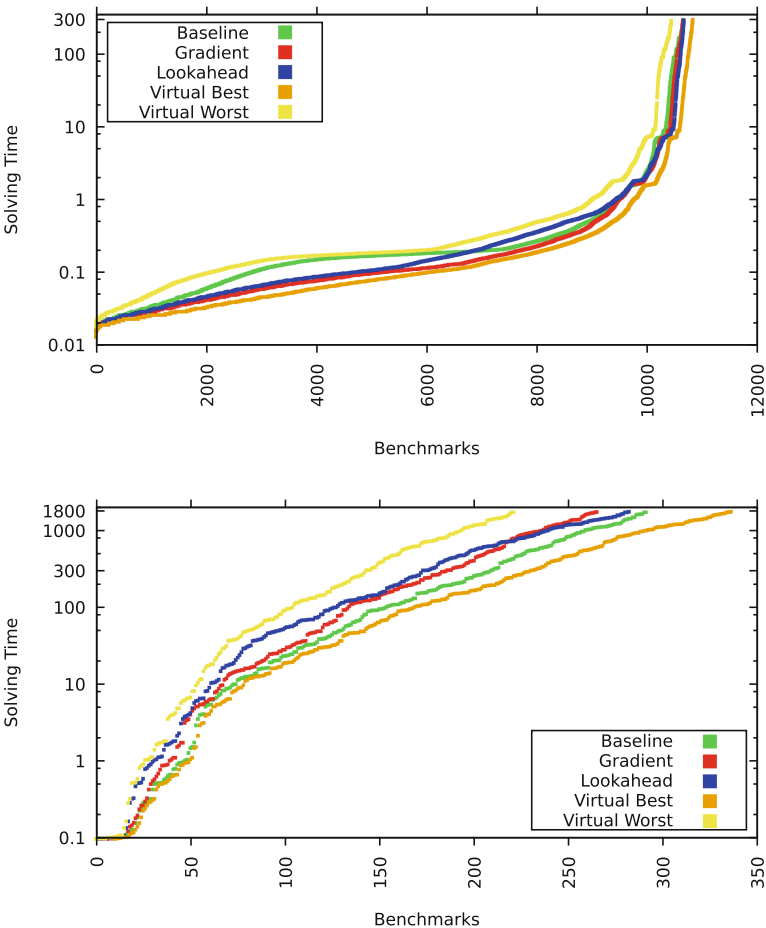 300
100
10
1
0.1
0.01
Solving Time
Baseline
Gradient
Lookahead
Virtual Best
Virtual Worst
0
2000
4000
6000
8000
10000
12000
Benchmarks
1800
1000
300
100
10
1
0.1
Solving Time
Baseline
Gradient
Lookahead
Virtual Best
Virtual Worst
0
50
100
150
200
250
300
350
Benchmarks